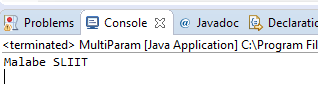 Problems Console Javadoc Declaratio
<terminated> MultiParam [Java Application] C:\Program Fil
Malabe SLIIT